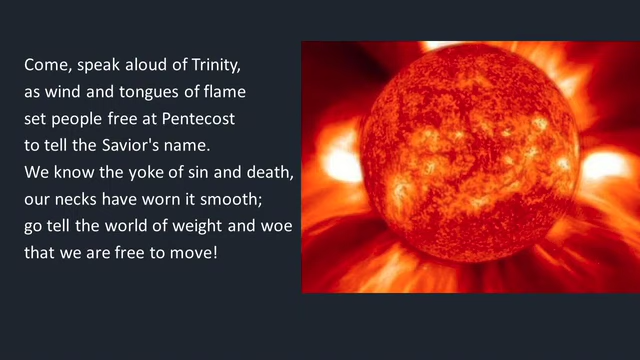 Come, speak aloud of Trinity,
as wind and tongues of flame
set people free at Pentecost
to tell the Savior's name.
We know the yoke of sin and death,
our necks have worn it smooth;
go tell the world of weight and woe
that we are free to move!